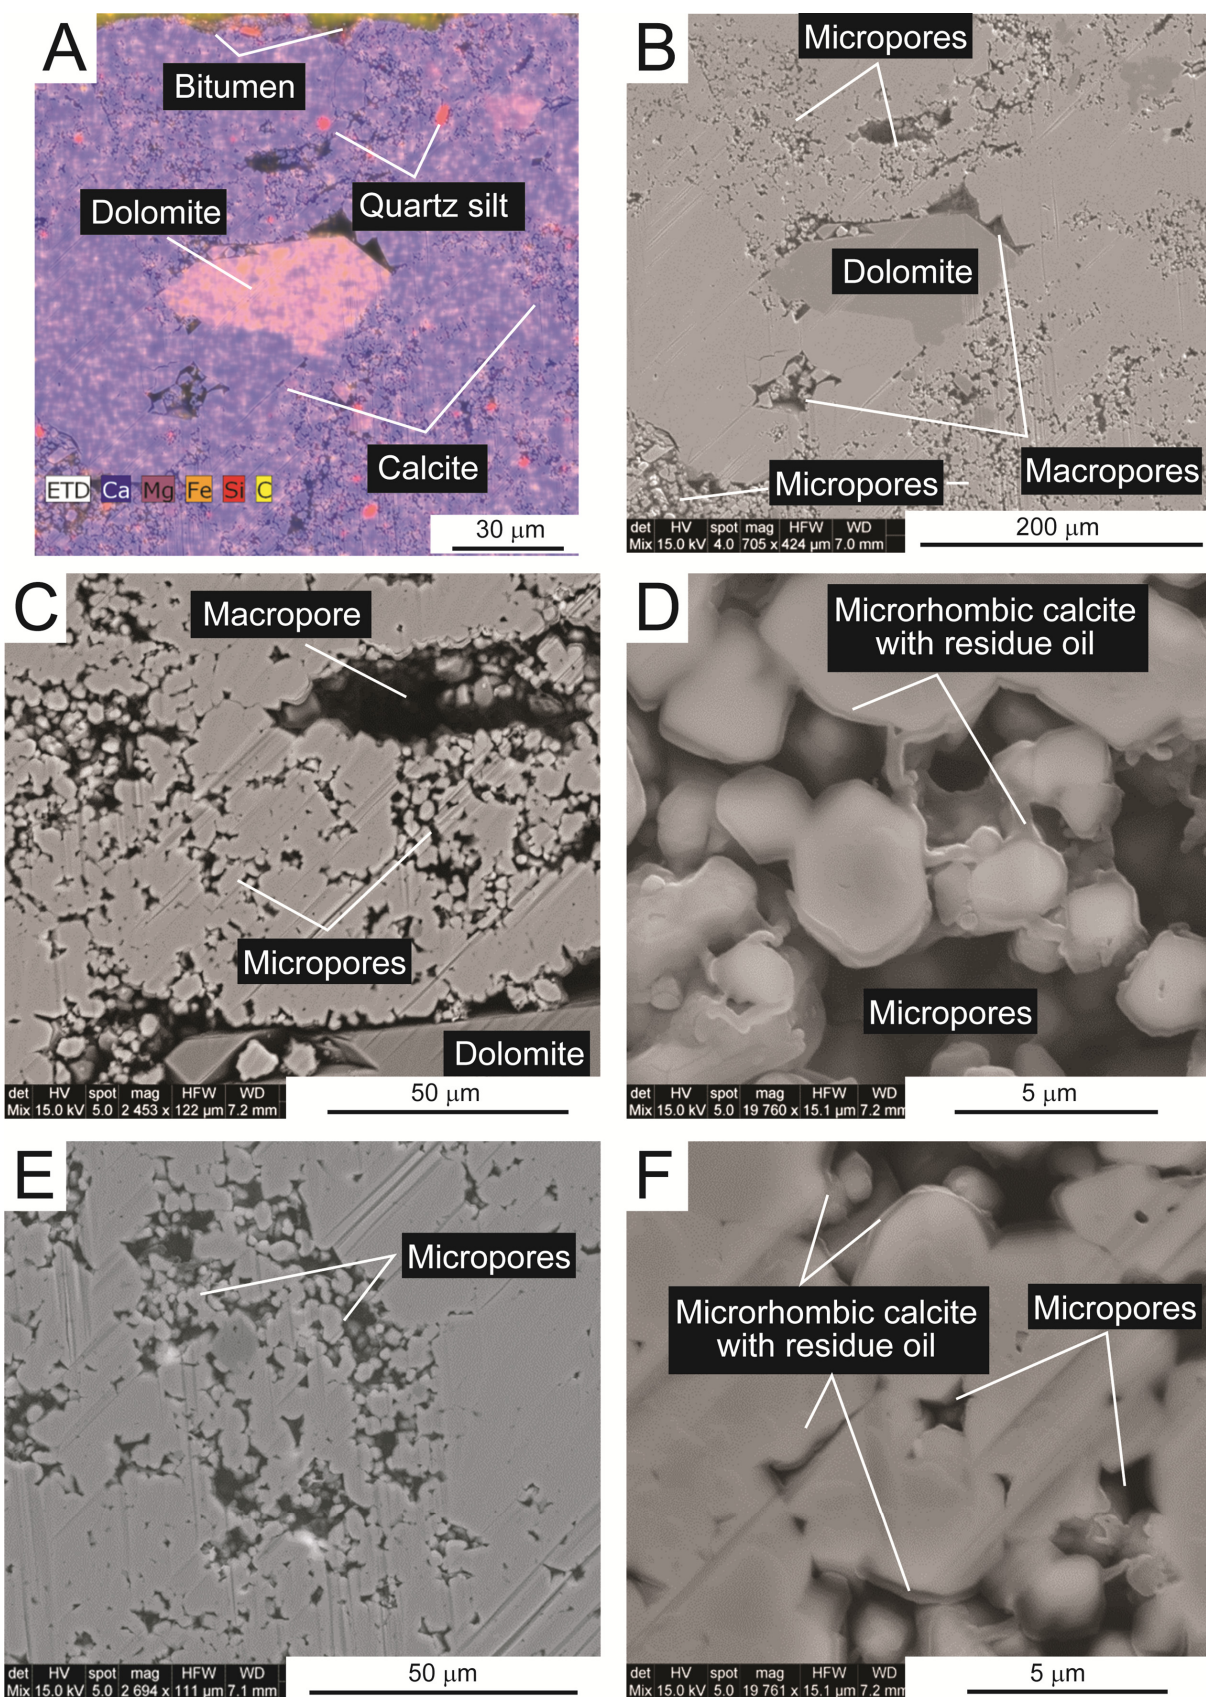 A
Bitumen
Dolomite
Quartz silt
Calcite
ETD Ca Mg Fe Si C
30 μm
B
Micropores
Dolomite
Micropores
Macropores
det HV spot mag HFW WD
Mix 15.0 kV 4.0 705 x 424 μm 7.0 mm
200 μm
C
Macropore
Micropores
Dolomite
det HV spot mag HFW WD
Mix 15.0 kV 5.0 2 453 x 122 μm 7.2 mm
50 μm
D
Microrhombic calcite
with residue oil
Micropores
det HV spot mag HFW WD
Mix 15.0 kV 5.0 19 760 x 15.1 μm 7.2 mm
5 μm
E
Micropores
det HV spot mag HFW WD
Mix 15.0 kV 5.0 2 694 x 111 μm 7.1 mm
50 μm
F
Micropores
Microrhombic calcite
with residue oil
det HV spot mag HFW WD
Mix 15.0 kV 5.0 19 761 x 15.1 μm 7.2 mm
5 μm